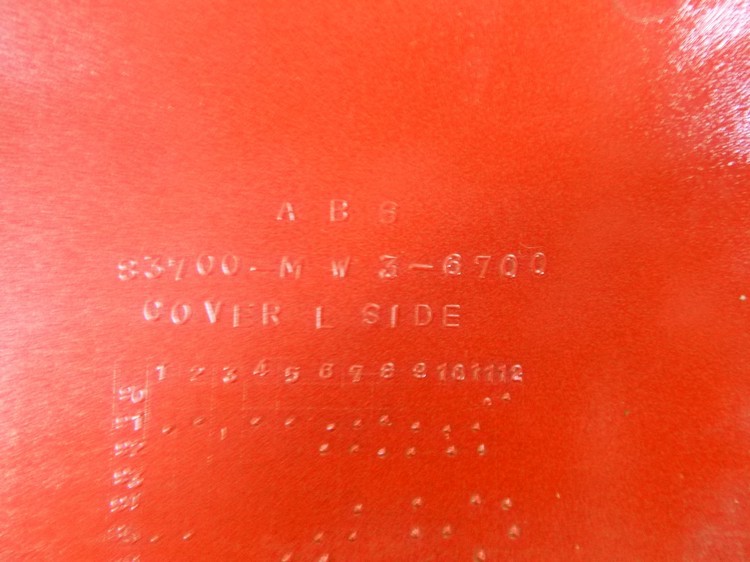 ABS
83700-MW3-6700
COVER L SIDE
1 2 3 4 5 6 7 8 9 10 11 12